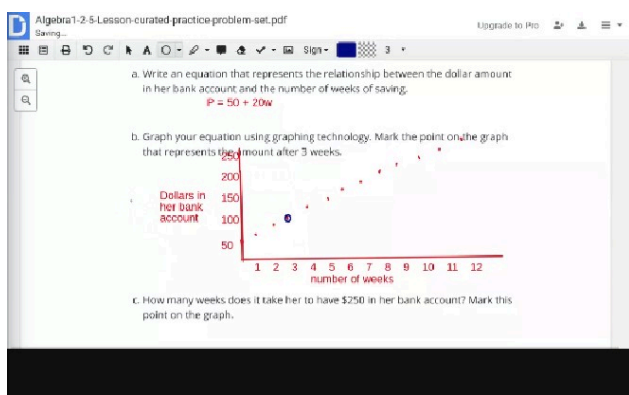 Algebra1-2-5-Lesson-curated-practice-problem-set.pdf
Saving...
Upgrade to Pro
A
Sign
3
a. Write an equation that represents the relationship between the dollar amount
in her bank account and the number of weeks of saving.
P = 50 + 20w
b. Graph your equation using graphing technology. Mark the point on the graph
that represents the amount after 3 weeks.
250
200
Dollars in
her bank
account
150
100
50
1 2 3 4 5 6 7 8 9 10 11 12
number of weeks
c. How many weeks does it take her to have $250 in her bank account? Mark this
point on the graph.